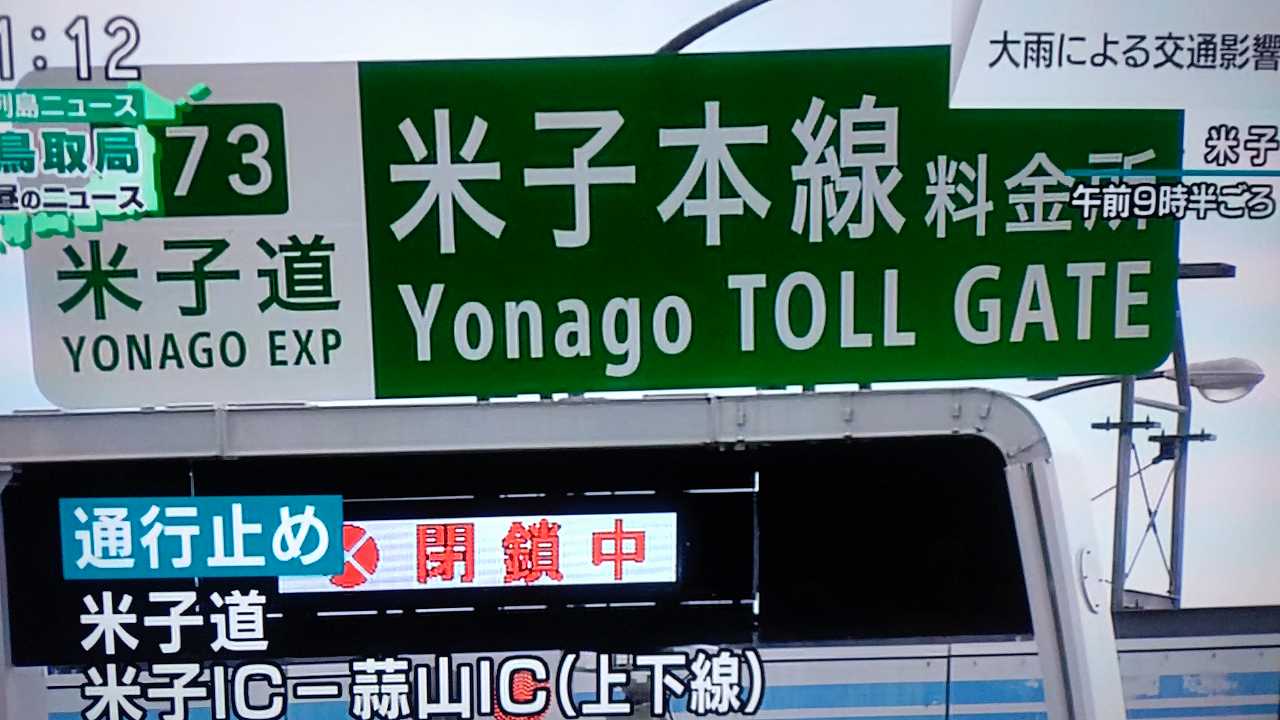 1:12
大雨による交通影響
列島ニュース
鳥取局
昼のニュース
米子
午前9時半ごろ
73
米子道
YONAGO EXP
米子本線料金所
Yonago TOLL GATE
通行止め
閉鎖中
米子道
米子IC－蒜山IC(上下線)